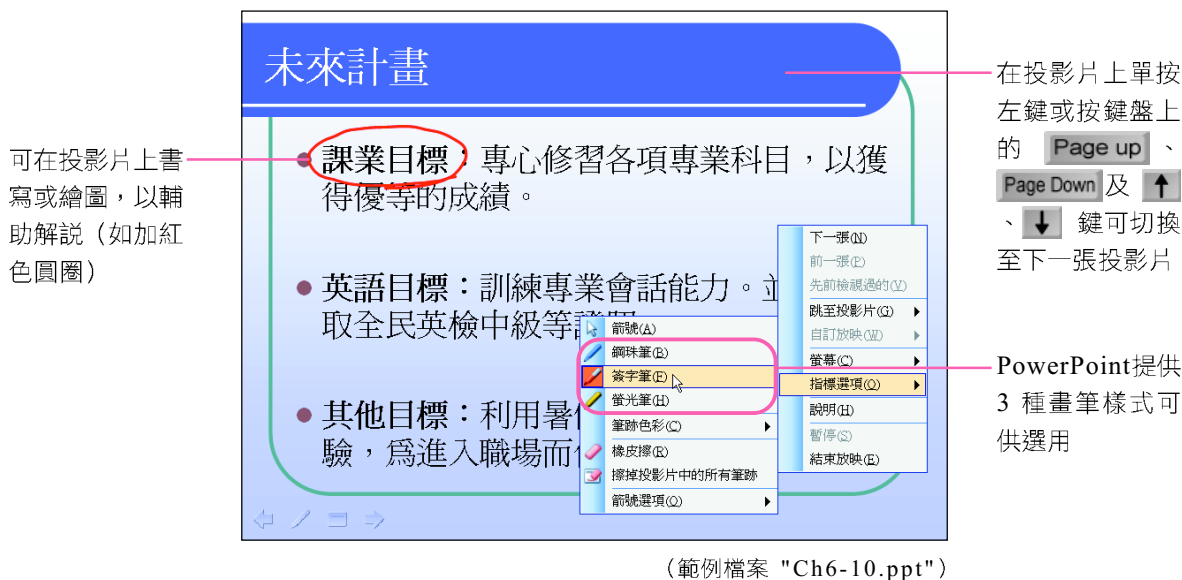 未來計畫
課業目標：專心修習各項專業科目，以獲
得優等的成績。
英語目標：訓練專業會話能力。並
取全民英檢中級等
其他目標：利用暑
驗，為進入職場而
可在投影片上書
寫或繪圖，以輔
助解說（如加紅
色圓圈）
箭號(A)
鋼珠筆(B)
簽字筆(F)
螢光筆(H)
筆跡色彩(C)
橡皮擦(R)
擦掉投影片中的所有筆跡
箭號選項(O)
下一張(N)
前一張(P)
先前檢視過的(V)
跳至投影片(G)
自訂放映(W)
螢幕(C)
指標選項(O)
說明(H)
暫停(S)
結束放映(E)
在投影片上單按
左鍵或按鍵盤上
的 Page up 、
Page Down 及 ↑
、↓ 鍵可切換
至下一張投影片
PowerPoint提供
3 種畫筆樣式可
供選用
（範例檔案 "Ch6-10.ppt"）